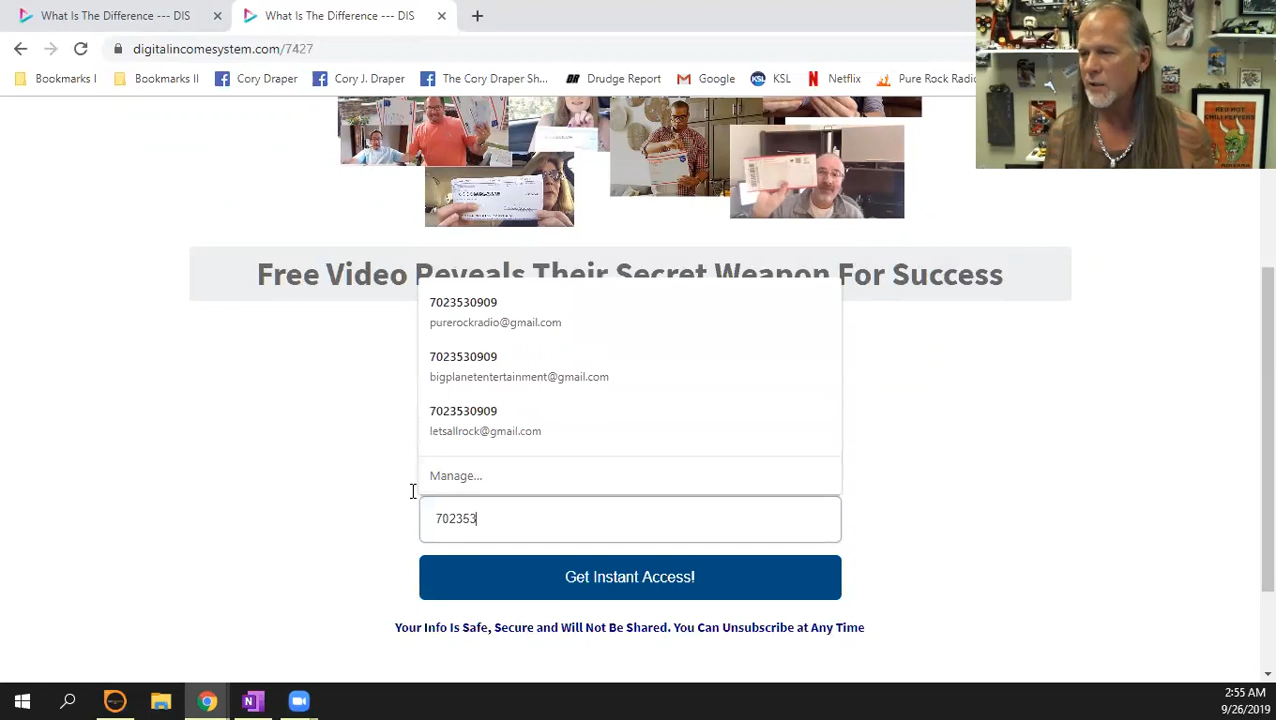 What Is The Difference --- DIS
What Is The Difference --- DIS
digitalincomesystem.com/7427
Bookmarks I
Bookmarks II
Cory Draper
Cory J. Draper
The Cory Draper Sh...
Drudge Report
Google
KSL
Netflix
Pure Rock Radio
RED HOT
CHILI PEPPERS
Free Video Reveals Their Secret Weapon For Success
7023530909
purerockradio@gmail.com
7023530909
bigplanetentertainment@gmail.com
7023530909
letsallrock@gmail.com
Manage...
702353
Get Instant Access!
Your Info Is Safe, Secure and Will Not Be Shared. You Can Unsubscribe at Any Time
2:55 AM
9/26/2019